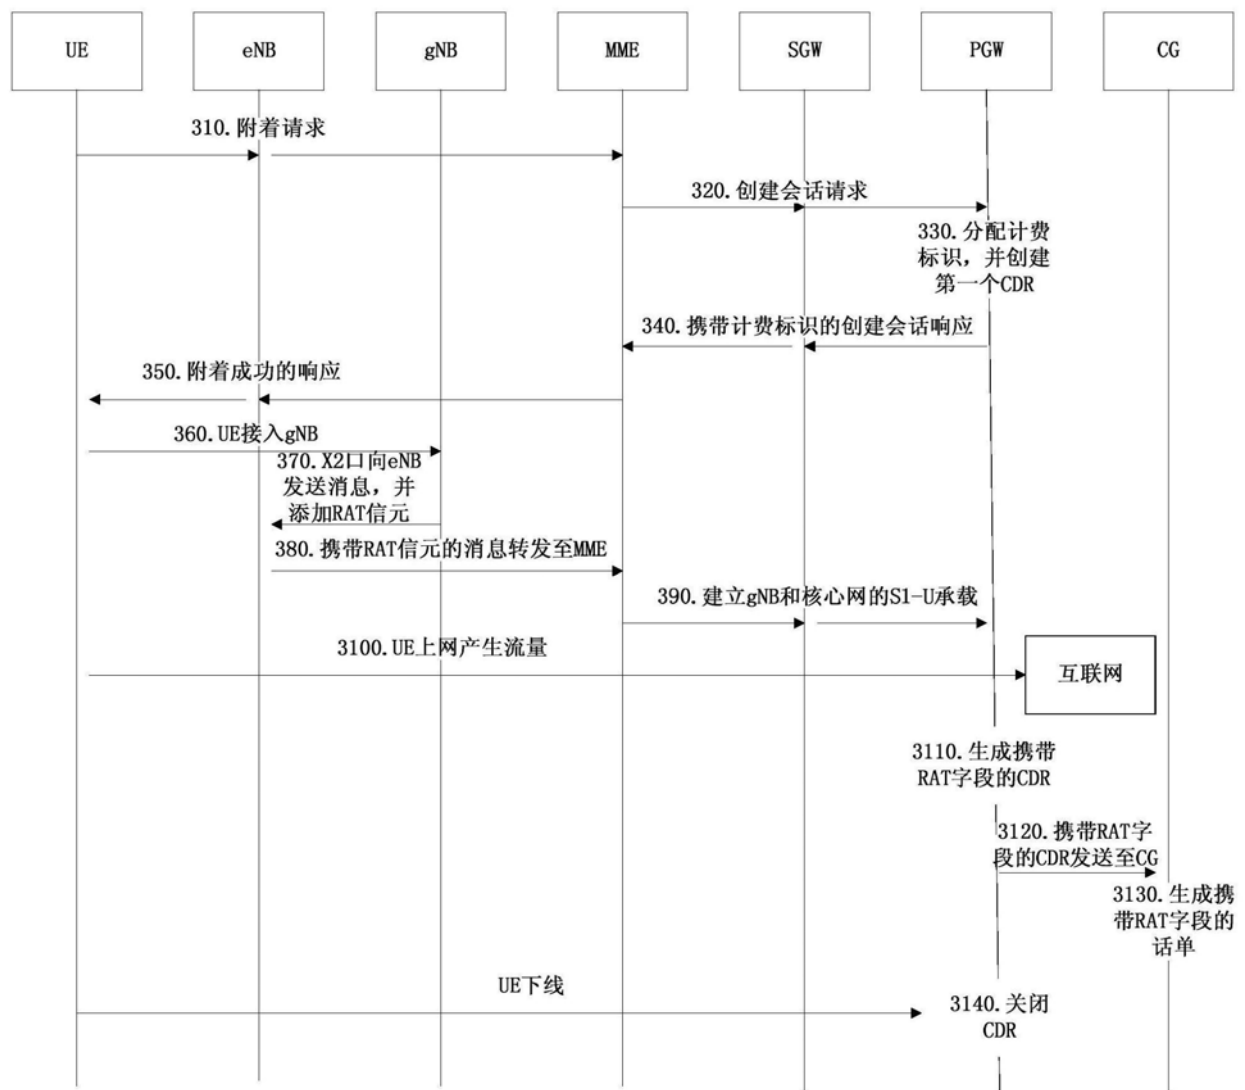 UE
eNB
gNB
MME
SGW
PGW
CG
310.附着请求
320.创建会话请求
330.分配计费
标识，并创建
第一个CDR
340.携带计费标识的创建会话响应
350.附着成功的响应
360.UE接入gNB
370.X2口向eNB
发送消息，并
添加RAT信元
380.携带RAT信元的消息转发至MME
390.建立gNB和核心网的S1-U承载
3100.UE上网产生流量
互联网
3110.生成携带
RAT字段的CDR
3120.携带RAT字
段的CDR发送至CG
3130.生成携
带RAT字段的
话单
UE下线
3140.关闭
CDR